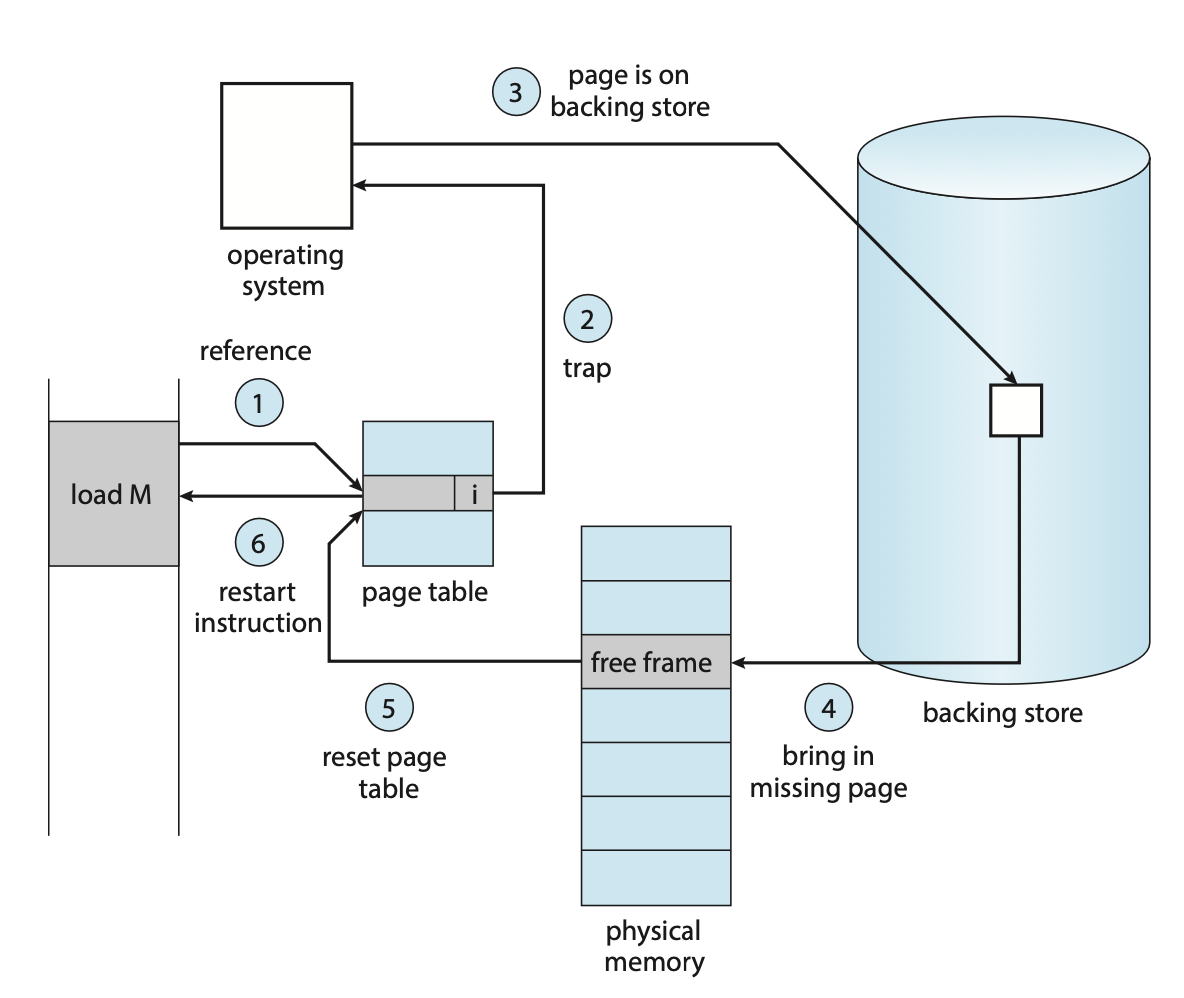 3
page is on
backing store
operating
system
2
trap
reference
1
load M
i
6
restart
instruction
page table
free frame
5
reset page
table
4
bring in
missing page
backing store
physical
memory